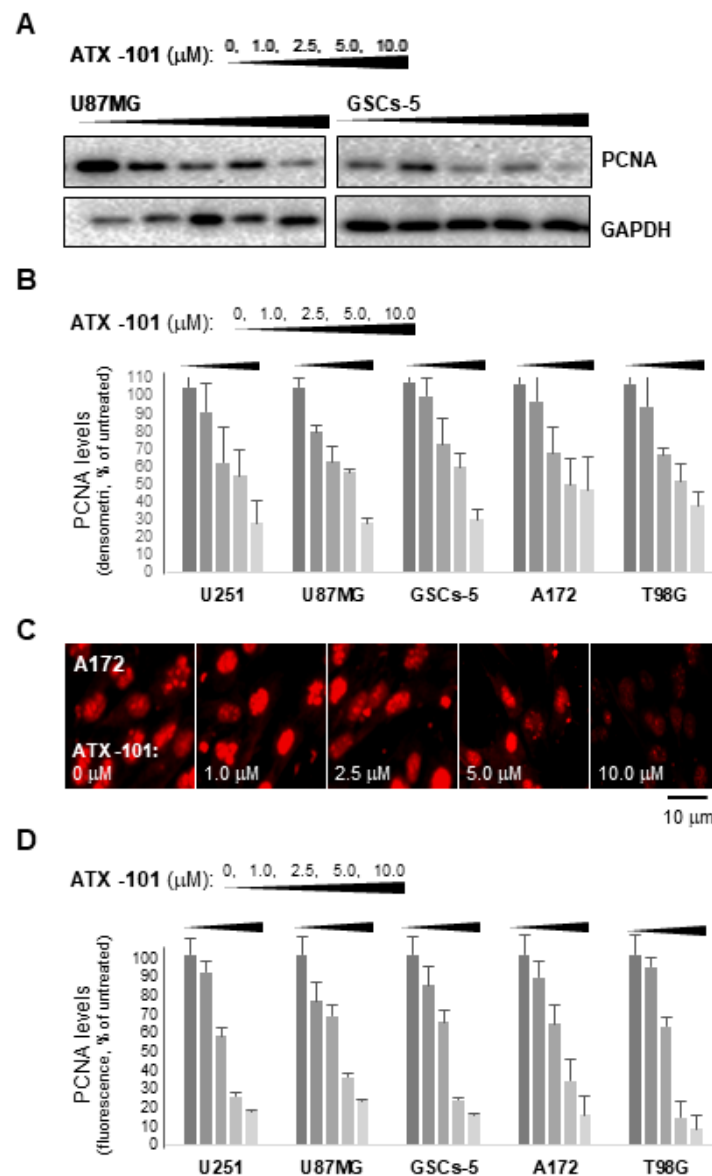 A
0, 1.0, 2.5, 5.0, 10.0
ATX -101 (μM):
U87MG GSCs-5
PCNA
GAPDH
B
0, 1.0, 2.5, 5.0, 10.0
ATX -101 (μM):
PCNA levels
(densometri, % of untreated)
110
100
90
80
70
60
50
40
30
20
10
0
U251 U87MG GSCs-5 A172 T98G
C
A172
ATX -101:
0 μM 1.0 μM 2.5 μM 5.0 μM 10.0 μM
10 μm
D
0, 1.0, 2.5, 5.0, 10.0
ATX -101 (μM):
PCNA levels
(fluorescence, % of untreated)
100
90
80
70
60
50
40
30
20
10
0
U251 U87MG GSCs-5 A172 T98G